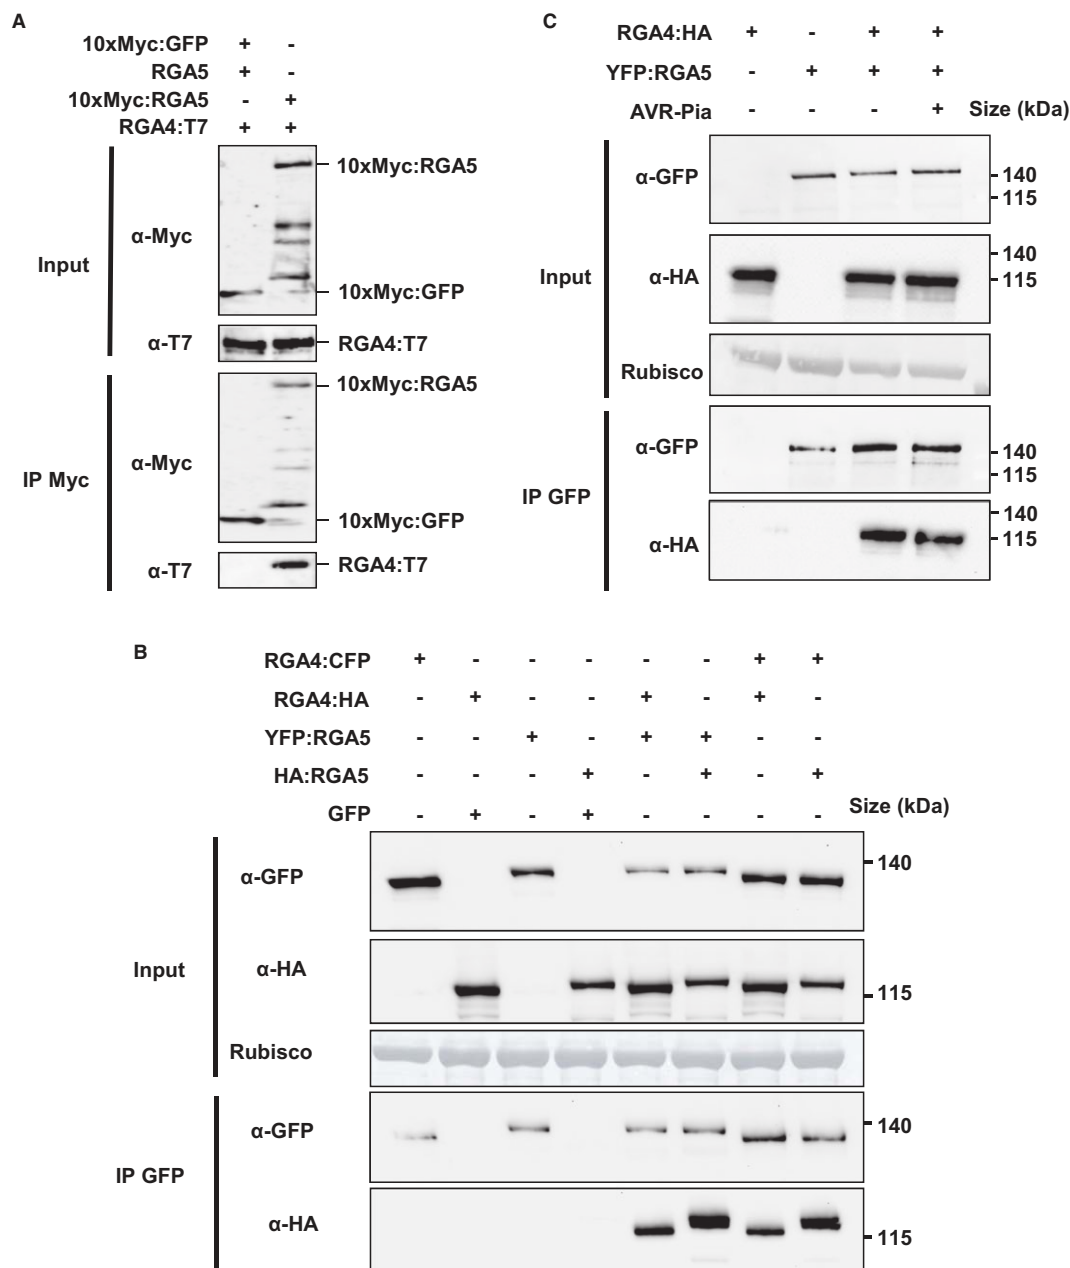 A
10xMyc:GFP + -
RGA5 + -
10xMyc:RGA5 - +
RGA4:T7 + +
Input
α-Myc
10xMyc:RGA5
10xMyc:GFP
α-T7
RGA4:T7
IP Myc
α-Myc
10xMyc:RGA5
10xMyc:GFP
α-T7
RGA4:T7
C
RGA4:HA + - + +
YFP:RGA5 - + + +
AVR-Pia - - - + Size (kDa)
Input
α-GFP
140
115
α-HA
140
115
Rubisco
IP GFP
α-GFP
140
115
α-HA
140
115
B
RGA4:CFP + - - - - - + +
RGA4:HA - + - - + - + -
YFP:RGA5 - - + - + + - -
HA:RGA5 - - - + - + - +
GFP - + - + - - - - Size (kDa)
Input
α-GFP
140
α-HA
115
Rubisco
IP GFP
α-GFP
140
α-HA
115